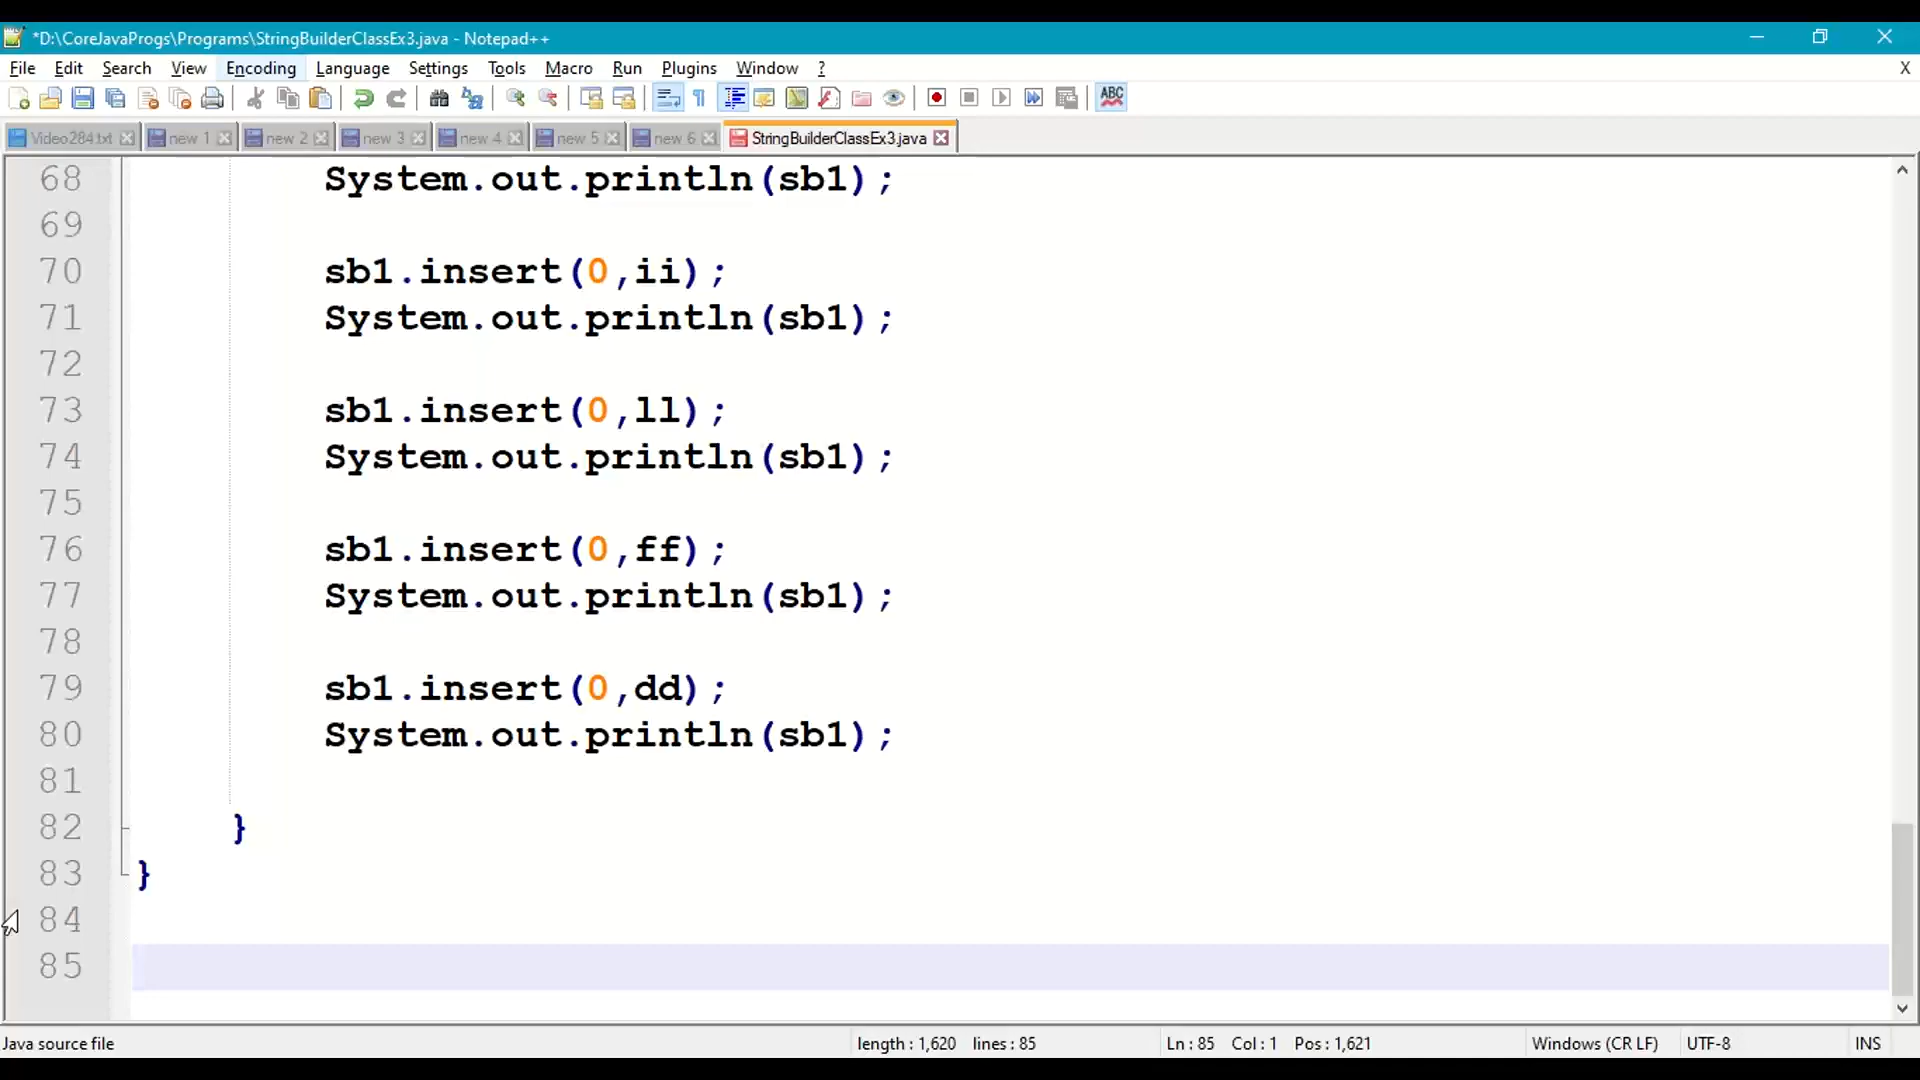 *D:\CoreJavaProgs\Programs\StringBuilderClassEx3.java - Notepad++
File Edit Search View Encoding Language Settings Tools Macro Run Plugins Window ? X
Video284.txt new 1 new 2 new 3 new 4 new 5 new 6 StringBuilderClassEx3.java
68 System.out.println(sb1);
69
70 sb1.insert(0,ii);
71 System.out.println(sb1);
72
73 sb1.insert(0,ll);
74 System.out.println(sb1);
75
76 sb1.insert(0,ff);
77 System.out.println(sb1);
78
79 sb1.insert(0,dd);
80 System.out.println(sb1);
81
82 }
83 }
84
85
Java source file length : 1,620 lines : 85 Ln : 85 Col : 1 Pos : 1,621 Windows (CR LF) UTF-8 INS